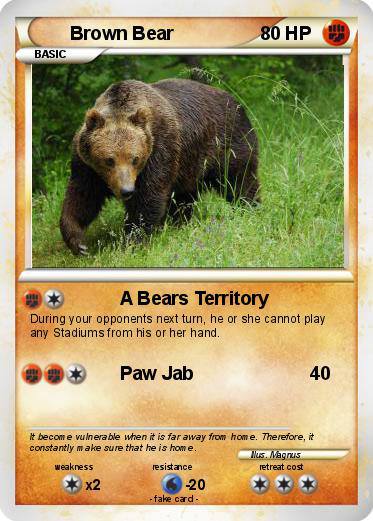 Brown Bear 80 HP
BASIC
A Bears Territory
During your opponents next turn, he or she cannot play
any Stadiums from his or her hand.
Paw Jab 40
It become vulnerable when it is far away from home. Therefore, it
constantly make sure that he is home.
Illus. Magnus
weakness resistance retreat cost
x2 -20
- fake card -